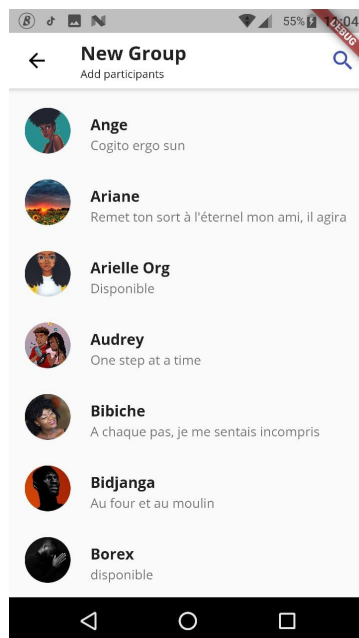 55% 14:04
DEBUG
New Group
Add participants
Ange
Cogito ergo sun
Ariane
Remet ton sort à l'éternel mon ami, il agira
Arielle Org
Disponible
Audrey
One step at a time
Bibiche
A chaque pas, je me sentais incompris
Bidjanga
Au four et au moulin
Borex
disponible